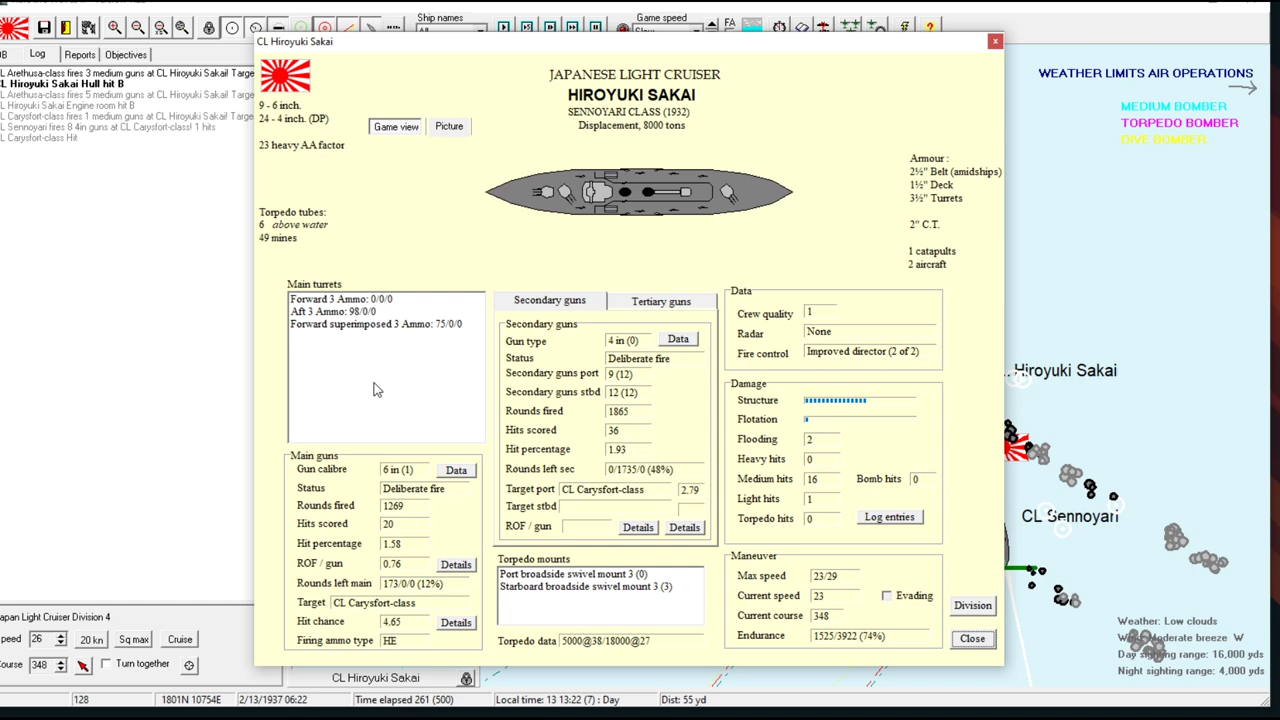 Ship names
Game speed
FA
Log
Reports
Objectives
L Arethusa-class fires 3 medium guns at CL Hiroyuki Sakai! Targe
CL Hiroyuki Sakai Hull hit B
L Arethusa-class fires 5 medium guns at CL Hiroyuki Sakai! Targe
L Hiroyuki Sakai Engine room hit B
L Carysfort-class fires 1 medium guns at CL Hiroyuki Sakai! Targe
L Sennoyari fires 8 4in guns at CL Carysfort-class! 1 hits
L Carysfort-class Hit
CL Hiroyuki Sakai
JAPANESE LIGHT CRUISER
HIROYUKI SAKAI
SENNOYARI CLASS (1932)
Displacement, 8000 tons
9 - 6 inch.
24 - 4 inch. (DP)
23 heavy AA factor
Game view
Picture
Torpedo tubes:
6 above water
49 mines
Armour :
2½" Belt (amidships)
1½" Deck
3½" Turrets
2" C.T.
1 catapults
2 aircraft
Main turrets
Forward 3 Ammo: 0/0/0
Aft 3 Ammo: 98/0/0
Forward superimposed 3 Ammo: 75/0/0
Main guns
Gun calibre 6 in (1) Data
Status Deliberate fire
Rounds fired 1269
Hits scored 20
Hit percentage 1.58
ROF / gun 0.76 Details
Rounds left main 173/0/0 (12%)
Target CL Carysfort-class
Hit chance 4.65 Details
Firing ammo type HE
Secondary guns
Tertiary guns
Secondary guns
Gun type 4 in (0) Data
Status Deliberate fire
Secondary guns port 9 (12)
Secondary guns stbd 12 (12)
Rounds fired 1865
Hits scored 36
Hit percentage 1.93
Rounds left sec 0/1735/0 (48%)
Target port CL Carysfort-class 2.79
Target stbd
ROF / gun Details Details
Torpedo mounts
Port broadside swivel mount 3 (0)
Starboard broadside swivel mount 3 (3)
Torpedo data 5000@38/18000@27
Data
Crew quality 1
Radar None
Fire control Improved director (2 of 2)
Damage
Structure
Flotation
Flooding 2
Heavy hits 0
Medium hits 16 Bomb hits 0
Light hits 1
Torpedo hits 0 Log entries
Maneuver
Max speed 23/29
Current speed 23 Evading
Current course 348
Endurance 1525/3922 (74%)
Division
Close
WEATHER LIMITS AIR OPERATIONS
MEDIUM BOMBER
TORPEDO BOMBER
DIVE BOMBER
Hiroyuki Sakai
CL Sennoyari
Weather: Low clouds
Moderate breeze W
Day sighting range: 16,000 yds
Night sighting range: 4,000 yds
apan Light Cruiser Division 4
peed 26 20 kn Sq max Cruise
ourse 348 Turn together
CL Hiroyuki Sakai
128 1801N 10754E 2/13/1937 06:22 Time elapsed 261 (500) Local time: 13 13:22 (7) : Day Dist: 55 yd